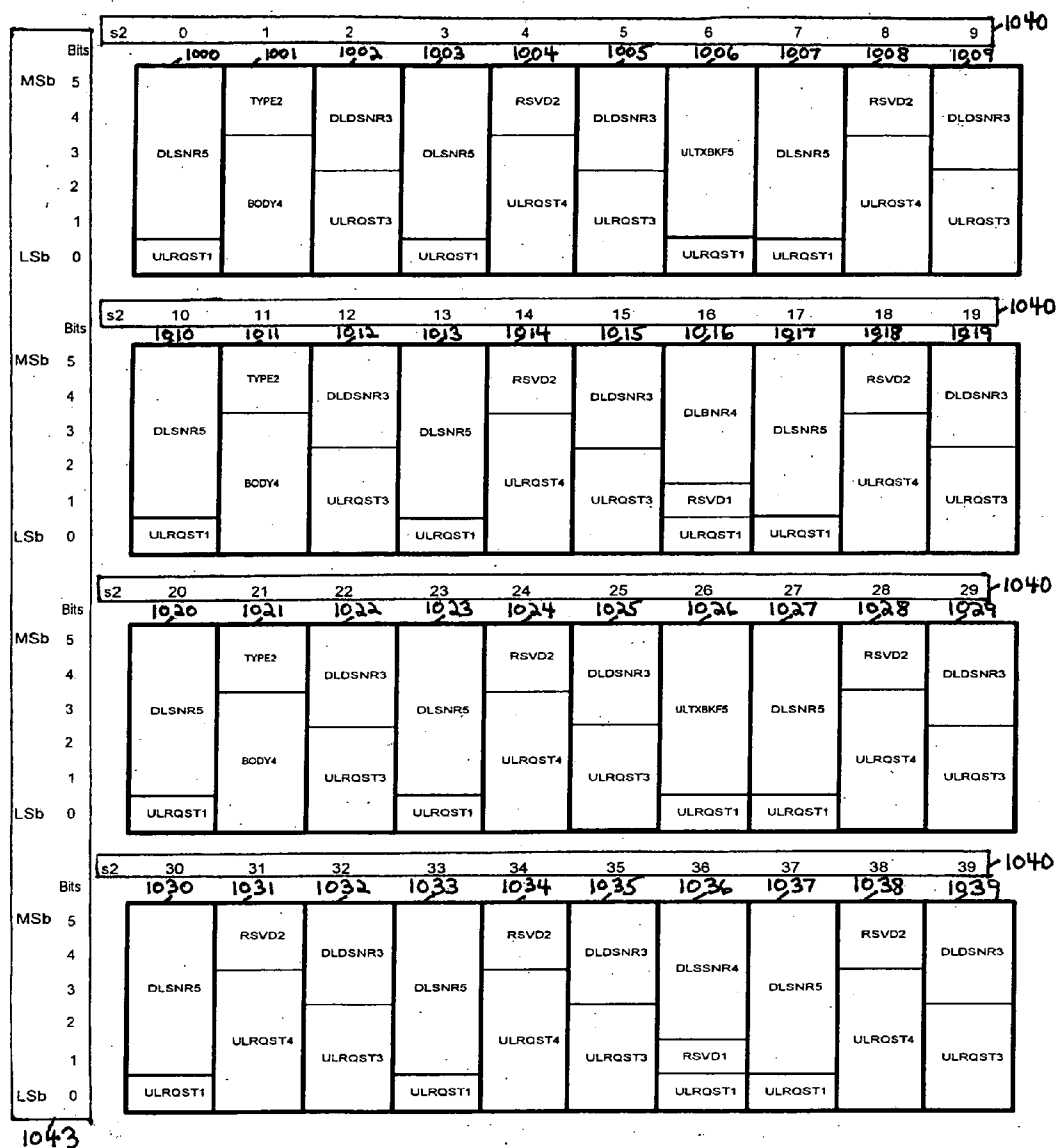 s2 0 1 2 3 4 5 6 7 8 9 1040
Bits 1000 1001 1002 1003 1004 1005 1006 1007 1008 1009
MSb 5
4
3
2
1
LSb 0
DLSNR5 ULRQST1
TYPE2 BODY4
DLDSNR3 ULRQST3
DLSNR5 ULRQST1
RSVD2 ULRQST4
DLDSNR3 ULRQST3
ULTXBKF5 ULRQST1
DLSNR5 ULRQST1
RSVD2 ULRQST4
DLDSNR3 ULRQST3
s2 10 11 12 13 14 15 16 17 18 19 1040
Bits 1010 1011 1012 1013 1014 1015 1016 1017 1018 1019
MSb 5
4
3
2
1
LSb 0
DLSNR5 ULRQST1
TYPE2 BODY4
DLDSNR3 ULRQST3
DLSNR5 ULRQST1
RSVD2 ULRQST4
DLDSNR3 ULRQST3
DLBNR4 RSVD1 ULRQST1
DLSNR5 ULRQST1
RSVD2 ULRQST4
DLDSNR3 ULRQST3
s2 20 21 22 23 24 25 26 27 28 29 1040
Bits 1020 1021 1022 1023 1024 1025 1026 1027 1028 1029
MSb 5
4
3
2
1
LSb 0
DLSNR5 ULRQST1
TYPE2 BODY4
DLDSNR3 ULRQST3
DLSNR5 ULRQST1
RSVD2 ULRQST4
DLDSNR3 ULRQST3
ULTXBKF5 ULRQST1
DLSNR5 ULRQST1
RSVD2 ULRQST4
DLDSNR3 ULRQST3
s2 30 31 32 33 34 35 36 37 38 39 1040
Bits 1030 1031 1032 1033 1034 1035 1036 1037 1038 1039
MSb 5
4
3
2
1
LSb 0
DLSNR5 ULRQST1
RSVD2 ULRQST4
DLDSNR3 ULRQST3
DLSNR5 ULRQST1
RSVD2 ULRQST4
DLDSNR3 ULRQST3
DLSSNR4 RSVD1 ULRQST1
DLSNR5 ULRQST1
RSVD2 ULRQST4
DLDSNR3 ULRQST3
1043